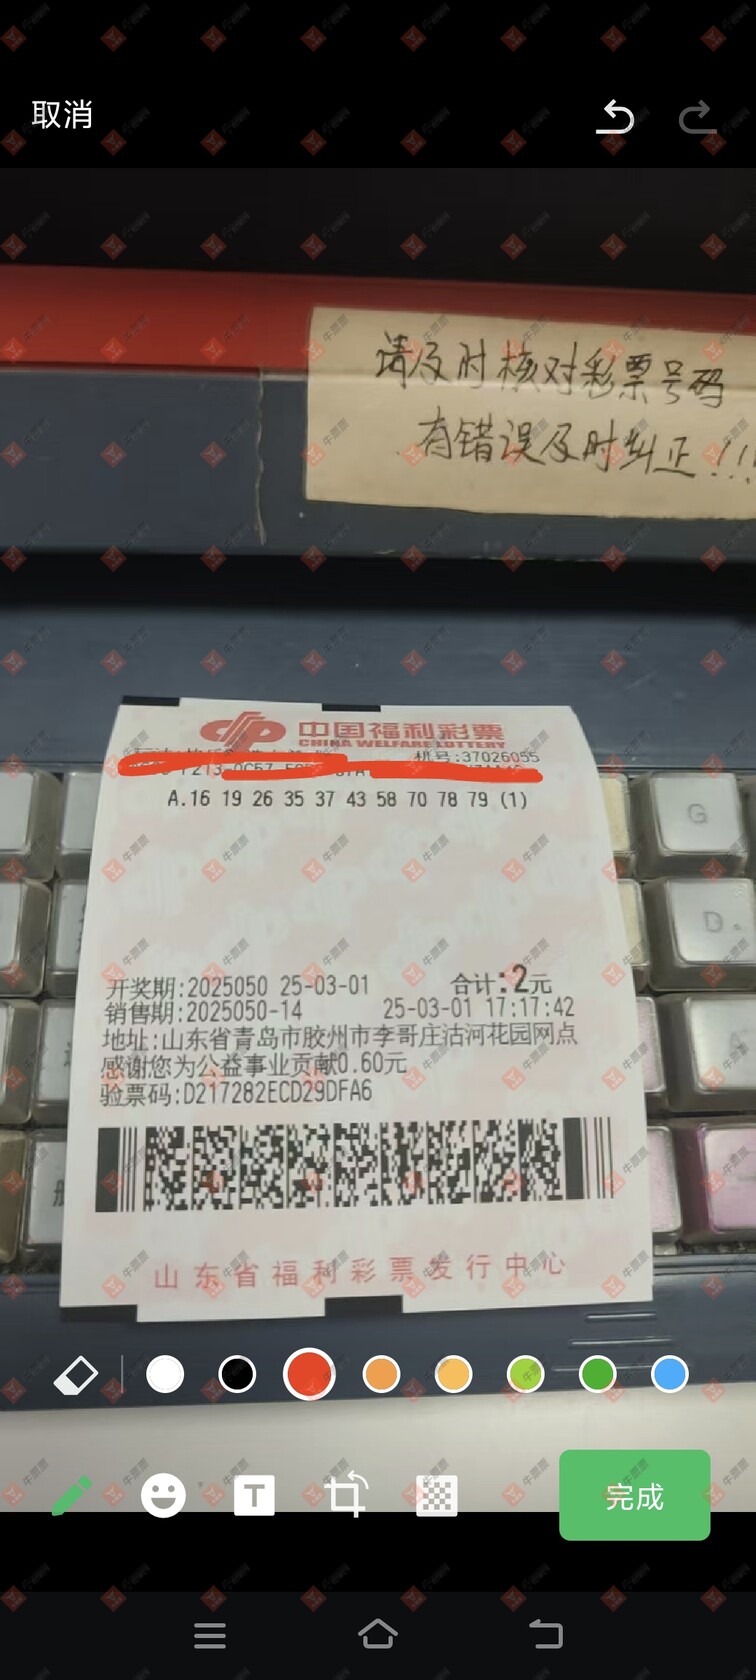 取消
请及时核对彩票号码
有错误及时纠正!!!
中国福利彩票
CHINA WELFARE LOTTERY
机号:37026055
A.16 19 26 35 37 43 58 70 78 79 (1)
开奖期:2025050 25-03-01 合计:2元
销售期:2025050-14 25-03-01 17:17:42
地址:山东省青岛市胶州市李哥庄沽河花园网点
感谢您为公益事业贡献0.60元
验票码:D217282ECD29DFA6
山东省福利彩票发行中心
G
D
T
完成
牛票票